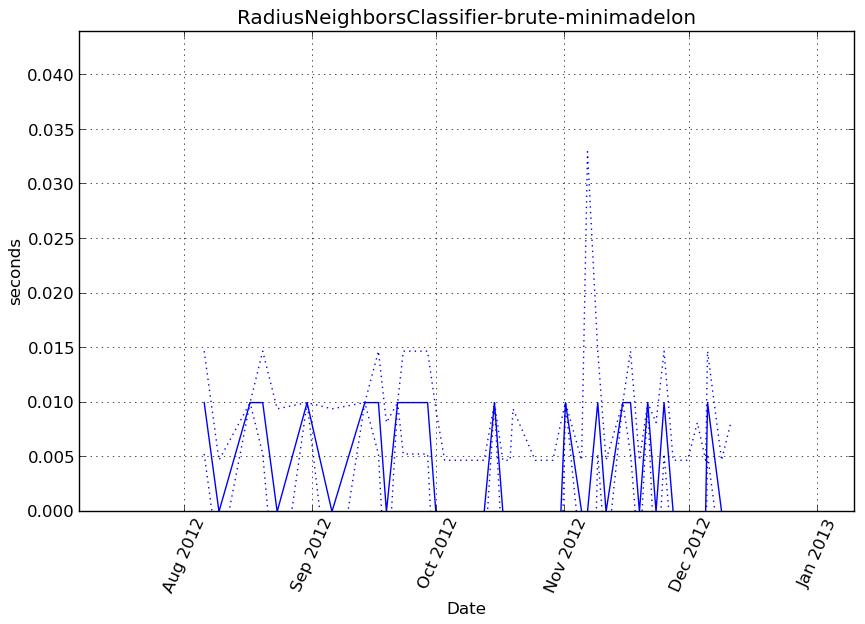 RadiusNeighborsClassifier-brute-minimadelon
0.040
0.035
0.030
0.025
0.020
0.015
0.010
0.005
0.000
seconds
Aug 2012
Sep 2012
Oct 2012
Nov 2012
Dec 2012
Jan 2013
Date